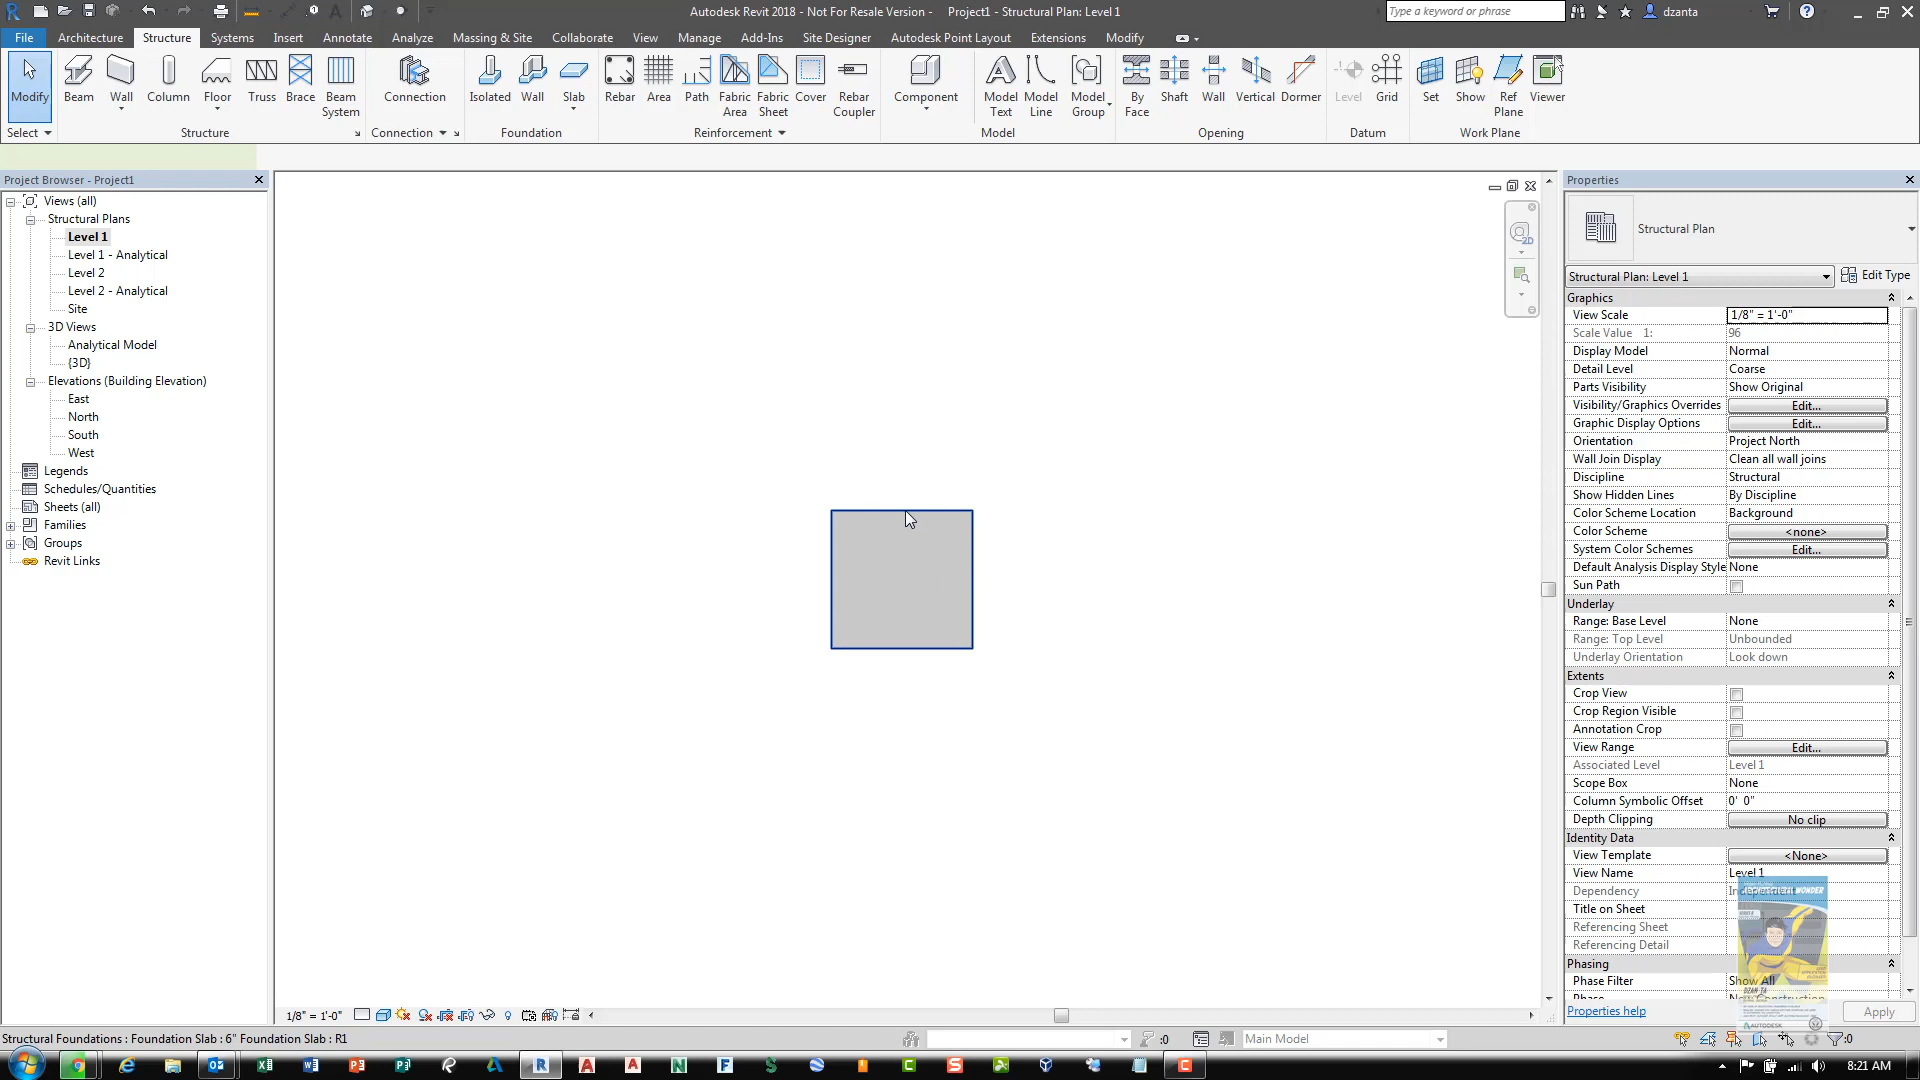 Autodesk Revit 2018 - Not For Resale Version - Project1 - Structural Plan: Level 1
Type a keyword or phrase
dzanta
File Architecture Structure Systems Insert Annotate Analyze Massing & Site Collaborate View Manage Add-Ins Site Designer Autodesk Point Layout Extensions Modify
Modify Beam Wall Column Floor Truss Brace Beam System Connection Isolated Wall Slab Rebar Area Path Fabric Area Fabric Sheet Cover Rebar Coupler Component Model Text Model Line Model Group By Face Shaft Wall Vertical Dormer Level Grid Set Show Ref Plane Viewer
Select Structure Connection Foundation Reinforcement Model Opening Datum Work Plane
Project Browser - Project1
Views (all)
Structural Plans
Level 1
Level 1 - Analytical
Level 2
Level 2 - Analytical
Site
3D Views
Analytical Model
{3D}
Elevations (Building Elevation)
East
North
South
West
Legends
Schedules/Quantities
Sheets (all)
Families
Groups
Revit Links
2D
Properties
Structural Plan
Structural Plan: Level 1 Edit Type
Graphics
View Scale 1/8" = 1'-0"
Scale Value 1: 96
Display Model Normal
Detail Level Coarse
Parts Visibility Show Original
Visibility/Graphics Overrides Edit...
Graphic Display Options Edit...
Orientation Project North
Wall Join Display Clean all wall joins
Discipline Structural
Show Hidden Lines By Discipline
Color Scheme Location Background
Color Scheme <none>
System Color Schemes Edit...
Default Analysis Display Style None
Sun Path
Underlay
Range: Base Level None
Range: Top Level Unbounded
Underlay Orientation Look down
Extents
Crop View
Crop Region Visible
Annotation Crop
View Range Edit...
Associated Level Level 1
Scope Box None
Column Symbolic Offset 0' 0"
Depth Clipping No clip
Identity Data
View Template <None>
View Name Level 1
Dependency
Title on Sheet
Referencing Sheet
Referencing Detail
Phasing
Phase Filter Show All
Properties help Apply
AUTODESK
1/8" = 1'-0"
Structural Foundations : Foundation Slab : 6" Foundation Slab : R1
:0
Main Model
:0
8:21 AM